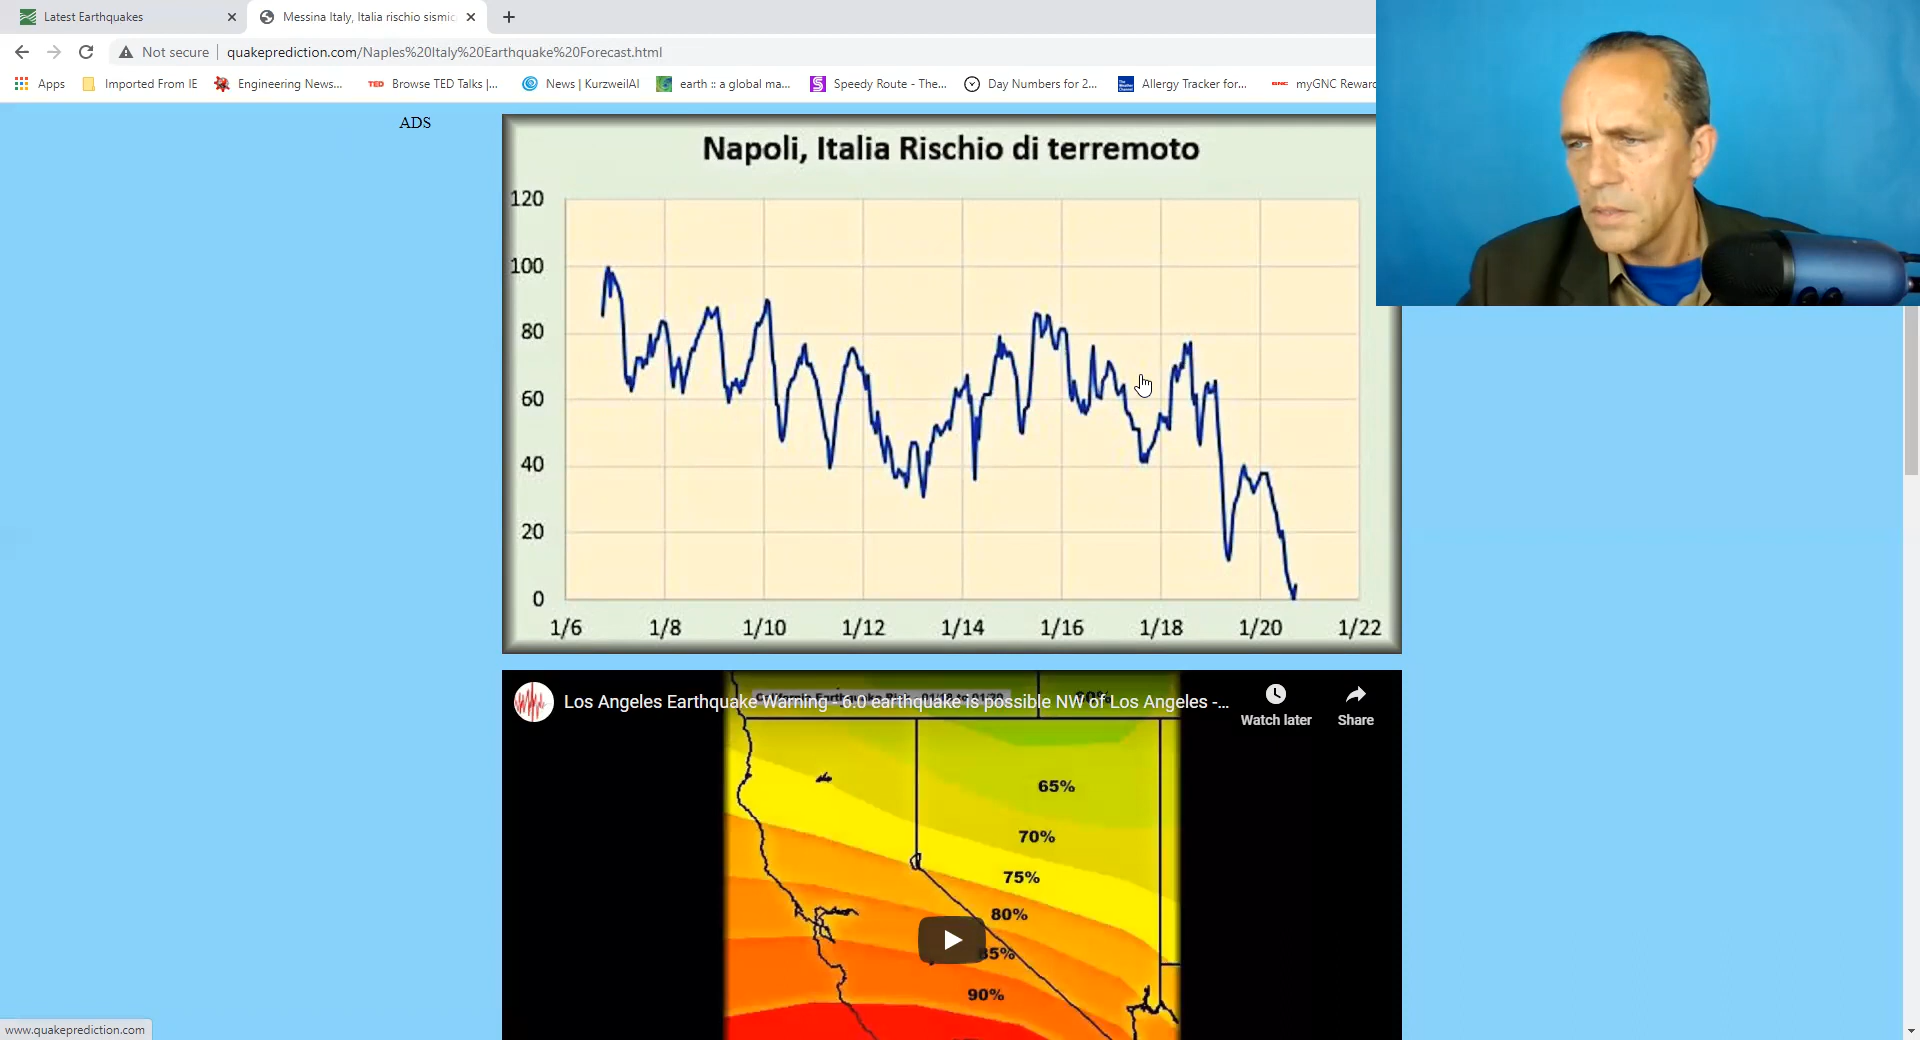 Latest Earthquakes
Messina Italy, Italia rischio sismic
Not secure
quakeprediction.com/Naples%20Italy%20Earthquake%20Forecast.html
Apps
Imported From IE
Engineering News...
TED Browse TED Talks |...
News | KurzweilAI
earth :: a global ma...
Speedy Route - The...
Day Numbers for 2...
Allergy Tracker for...
GNC myGNC Rewar
ADS
Napoli, Italia Rischio di terremoto
120
100
80
60
40
20
0
1/6 1/8 1/10 1/12 1/14 1/16 1/18 1/20 1/22
Los Angeles Earthquake Warning - 6.0 earthquake is possible NW of Los Angeles -...
Watch later
Share
65%
70%
75%
80%
85%
90%
www.quakeprediction.com